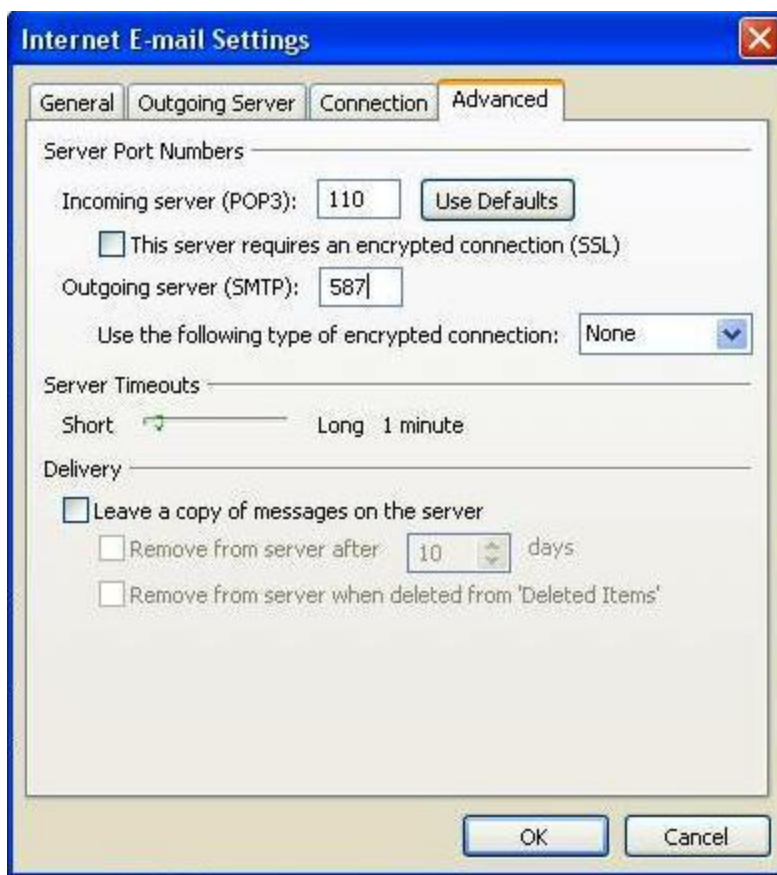 Internet E-mail Settings
General Outgoing Server Connection Advanced
Server Port Numbers
Incoming server (POP3): 110 Use Defaults
This server requires an encrypted connection (SSL)
Outgoing server (SMTP): 587
Use the following type of encrypted connection: None
Server Timeouts
Short Long 1 minute
Delivery
Leave a copy of messages on the server
Remove from server after 10 days
Remove from server when deleted from 'Deleted Items'
OK Cancel